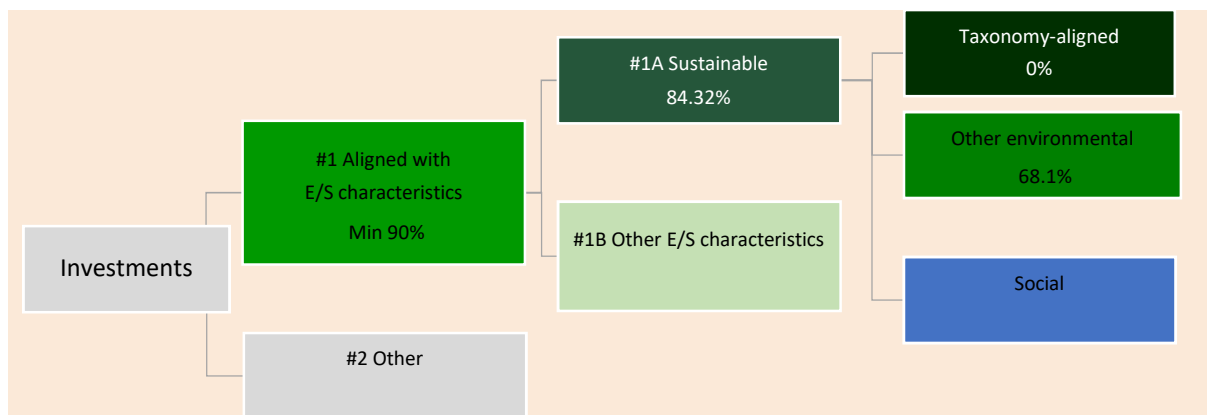 Investments
#1 Aligned with
E/S characteristics
Min 90%
#2 Other
#1A Sustainable
84.32%
#1B Other E/S characteristics
Taxonomy-aligned
0%
Other environmental
68.1%
Social